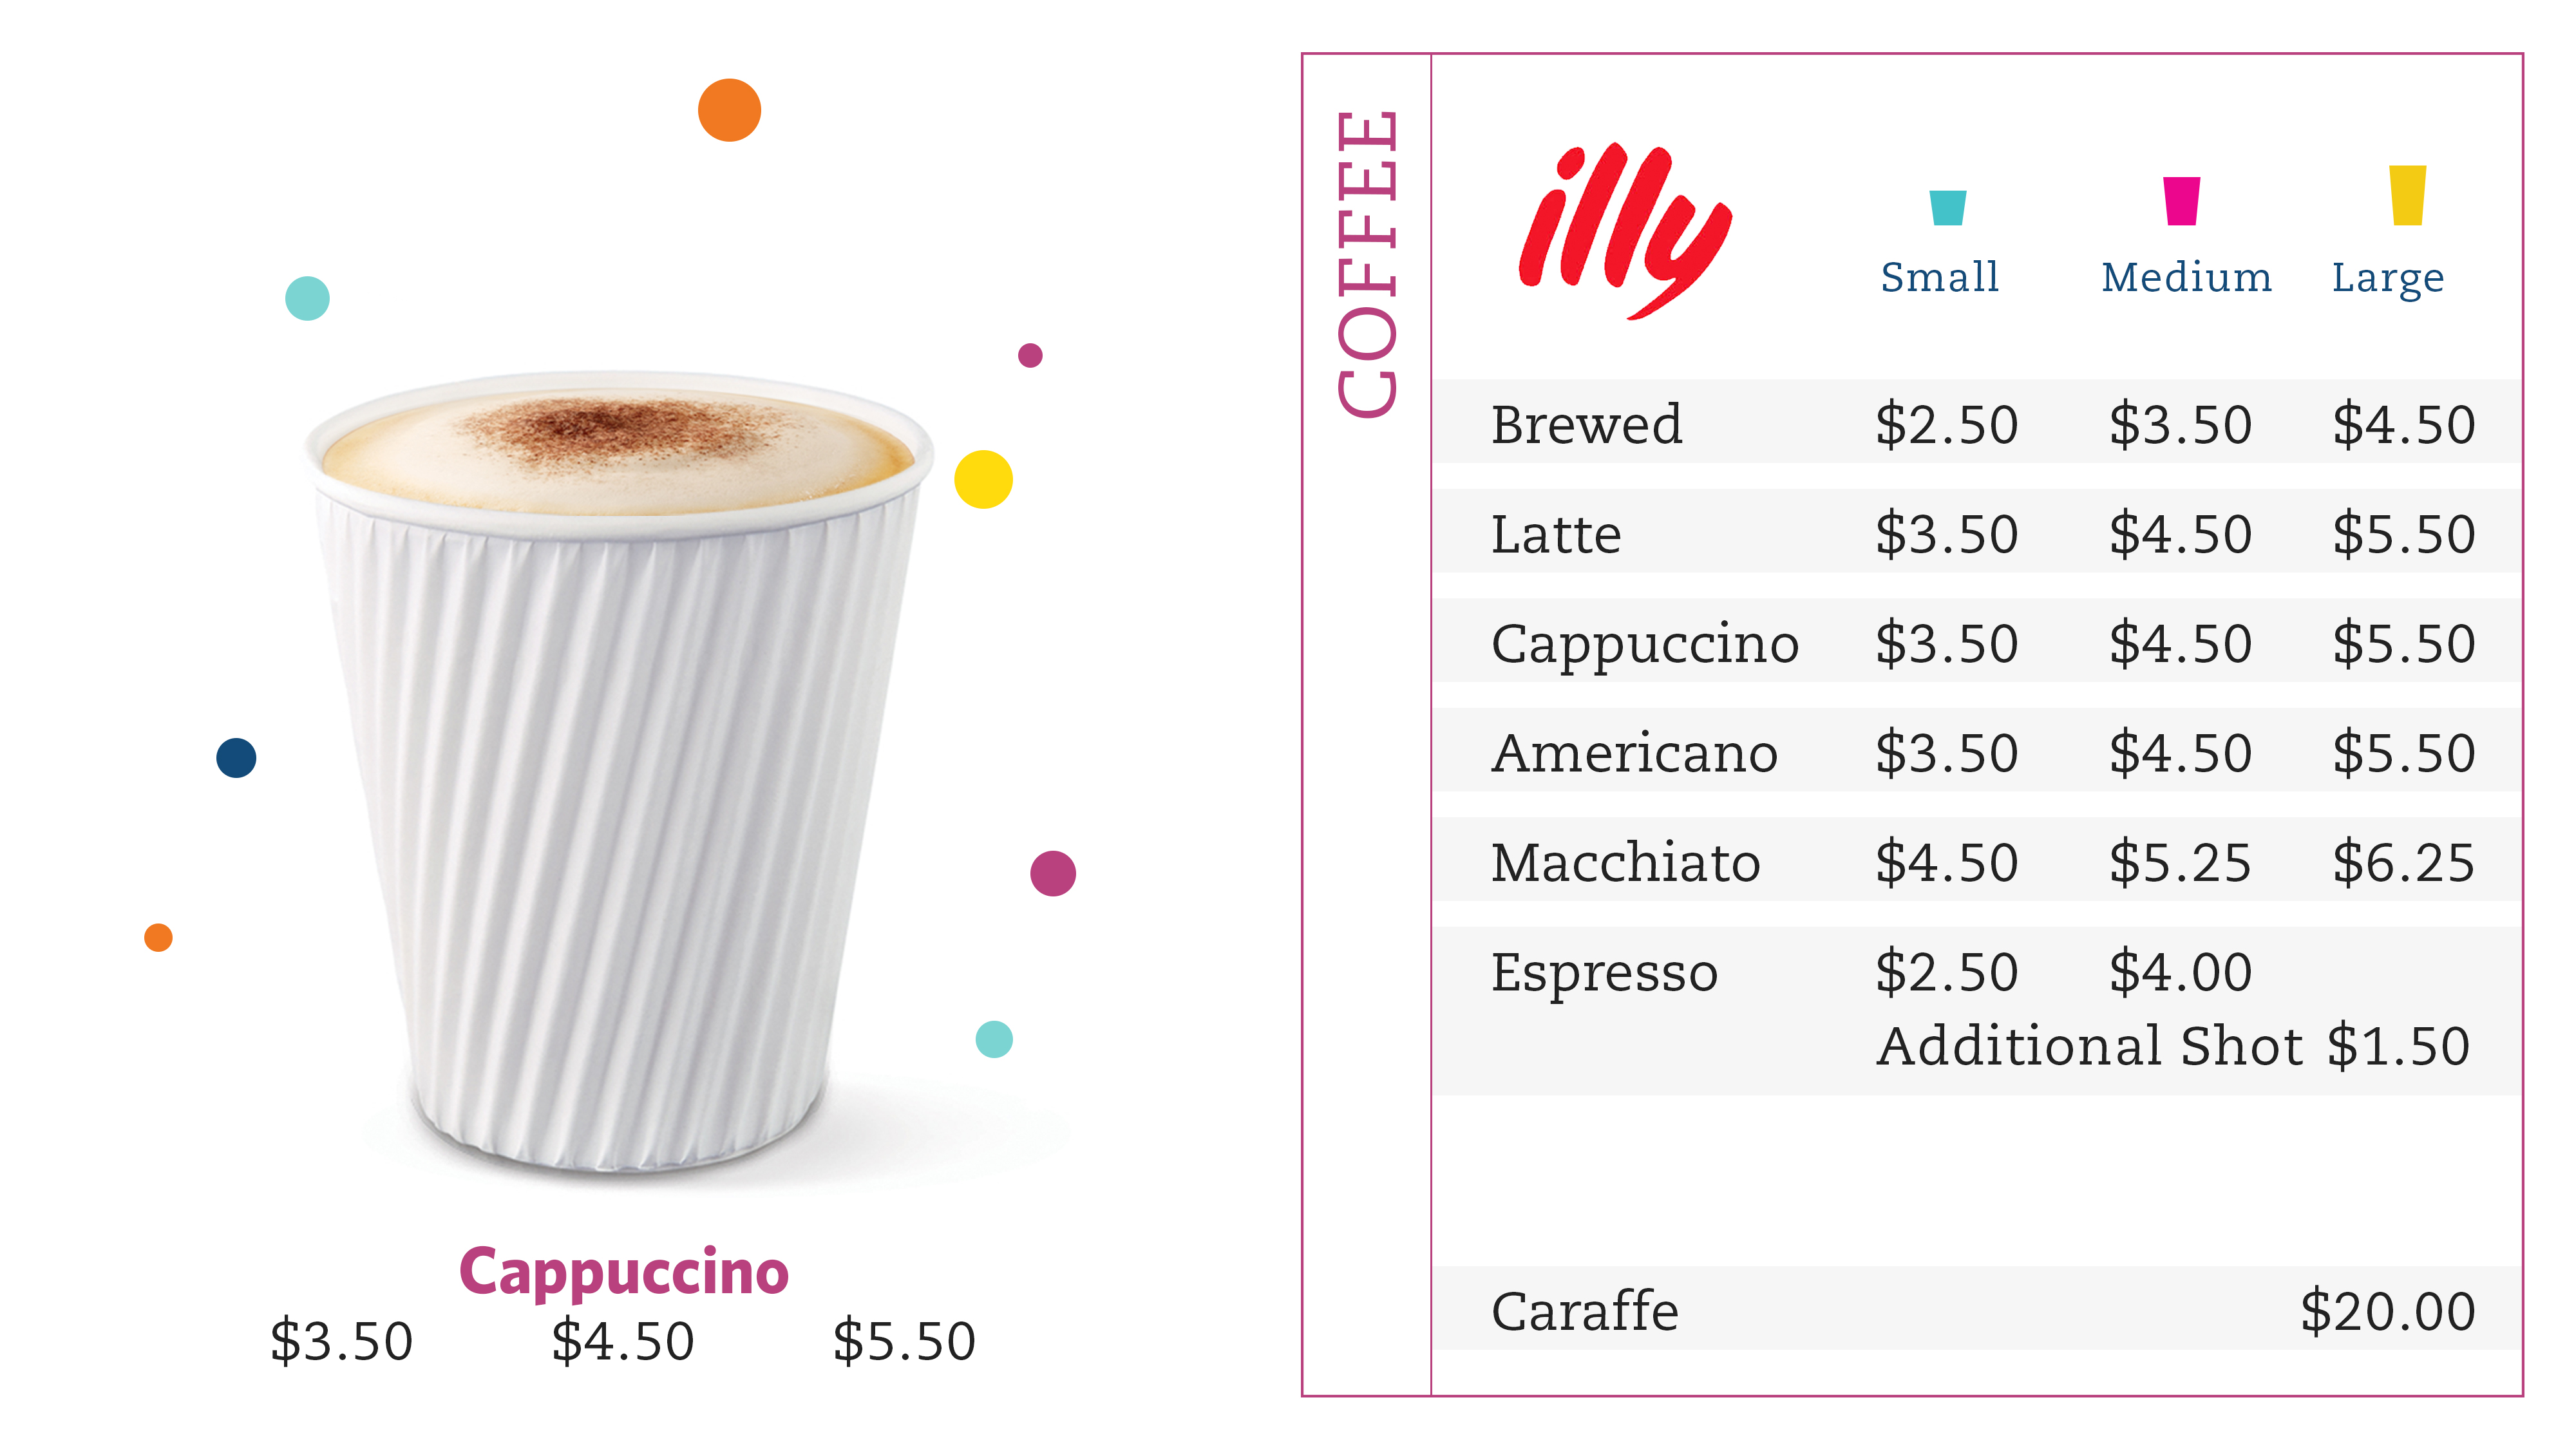 Cappuccino
$3.50 $4.50 $5.50
COFFEE
illy
Small Medium Large
Brewed $2.50 $3.50 $4.50
Latte $3.50 $4.50 $5.50
Cappuccino $3.50 $4.50 $5.50
Americano $3.50 $4.50 $5.50
Macchiato $4.50 $5.25 $6.25
Espresso $2.50 $4.00
Additional Shot $1.50
Caraffe $20.00